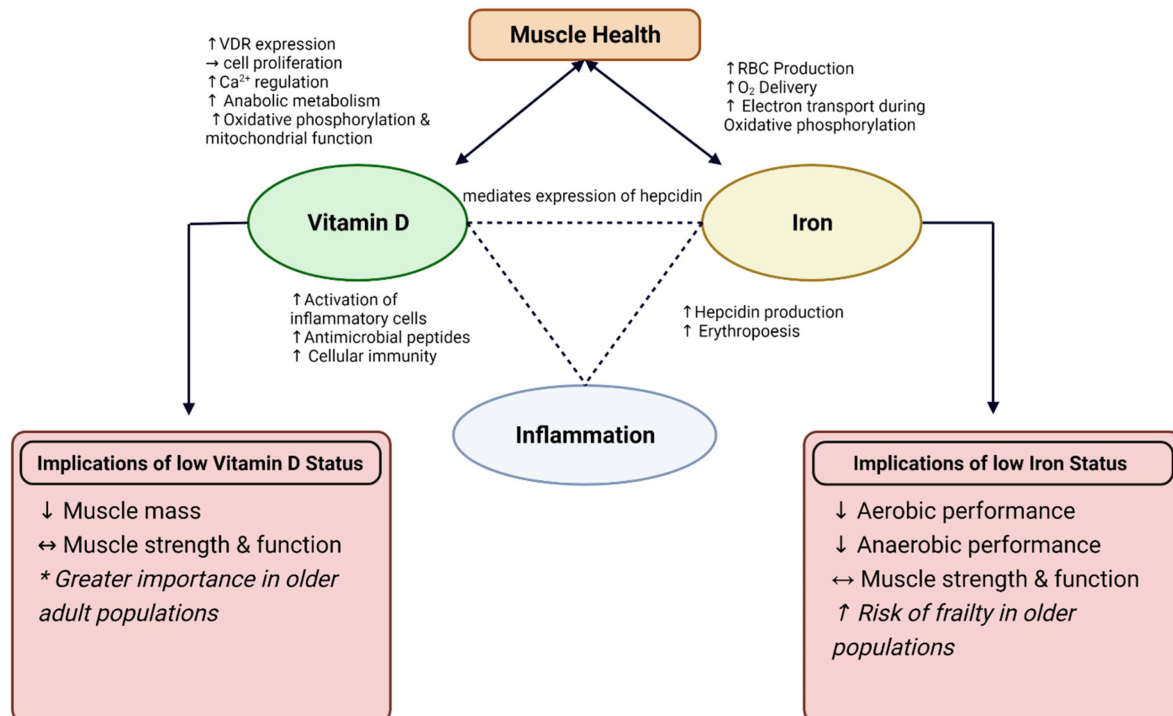 Muscle Health
↑VDR expression
→ cell proliferation
↑Ca²⁺ regulation
↑ Anabolic metabolism
↑Oxidative phosphorylation &
mitochondrial function
↑RBC Production
↑O₂ Delivery
↑ Electron transport during
Oxidative phosphorylation
Vitamin D
mediates expression of hepcidin
Iron
↑Activation of
inflammatory cells
↑Antimicrobial peptides
↑ Cellular immunity
↑Hepcidin production
↑ Erythropoesis
Inflammation
Implications of low Vitamin D Status
↓ Muscle mass
↔ Muscle strength & function
* Greater importance in older
adult populations
Implications of low Iron Status
↓ Aerobic performance
↓ Anaerobic performance
↔ Muscle strength & function
↑ Risk of frailty in older
populations